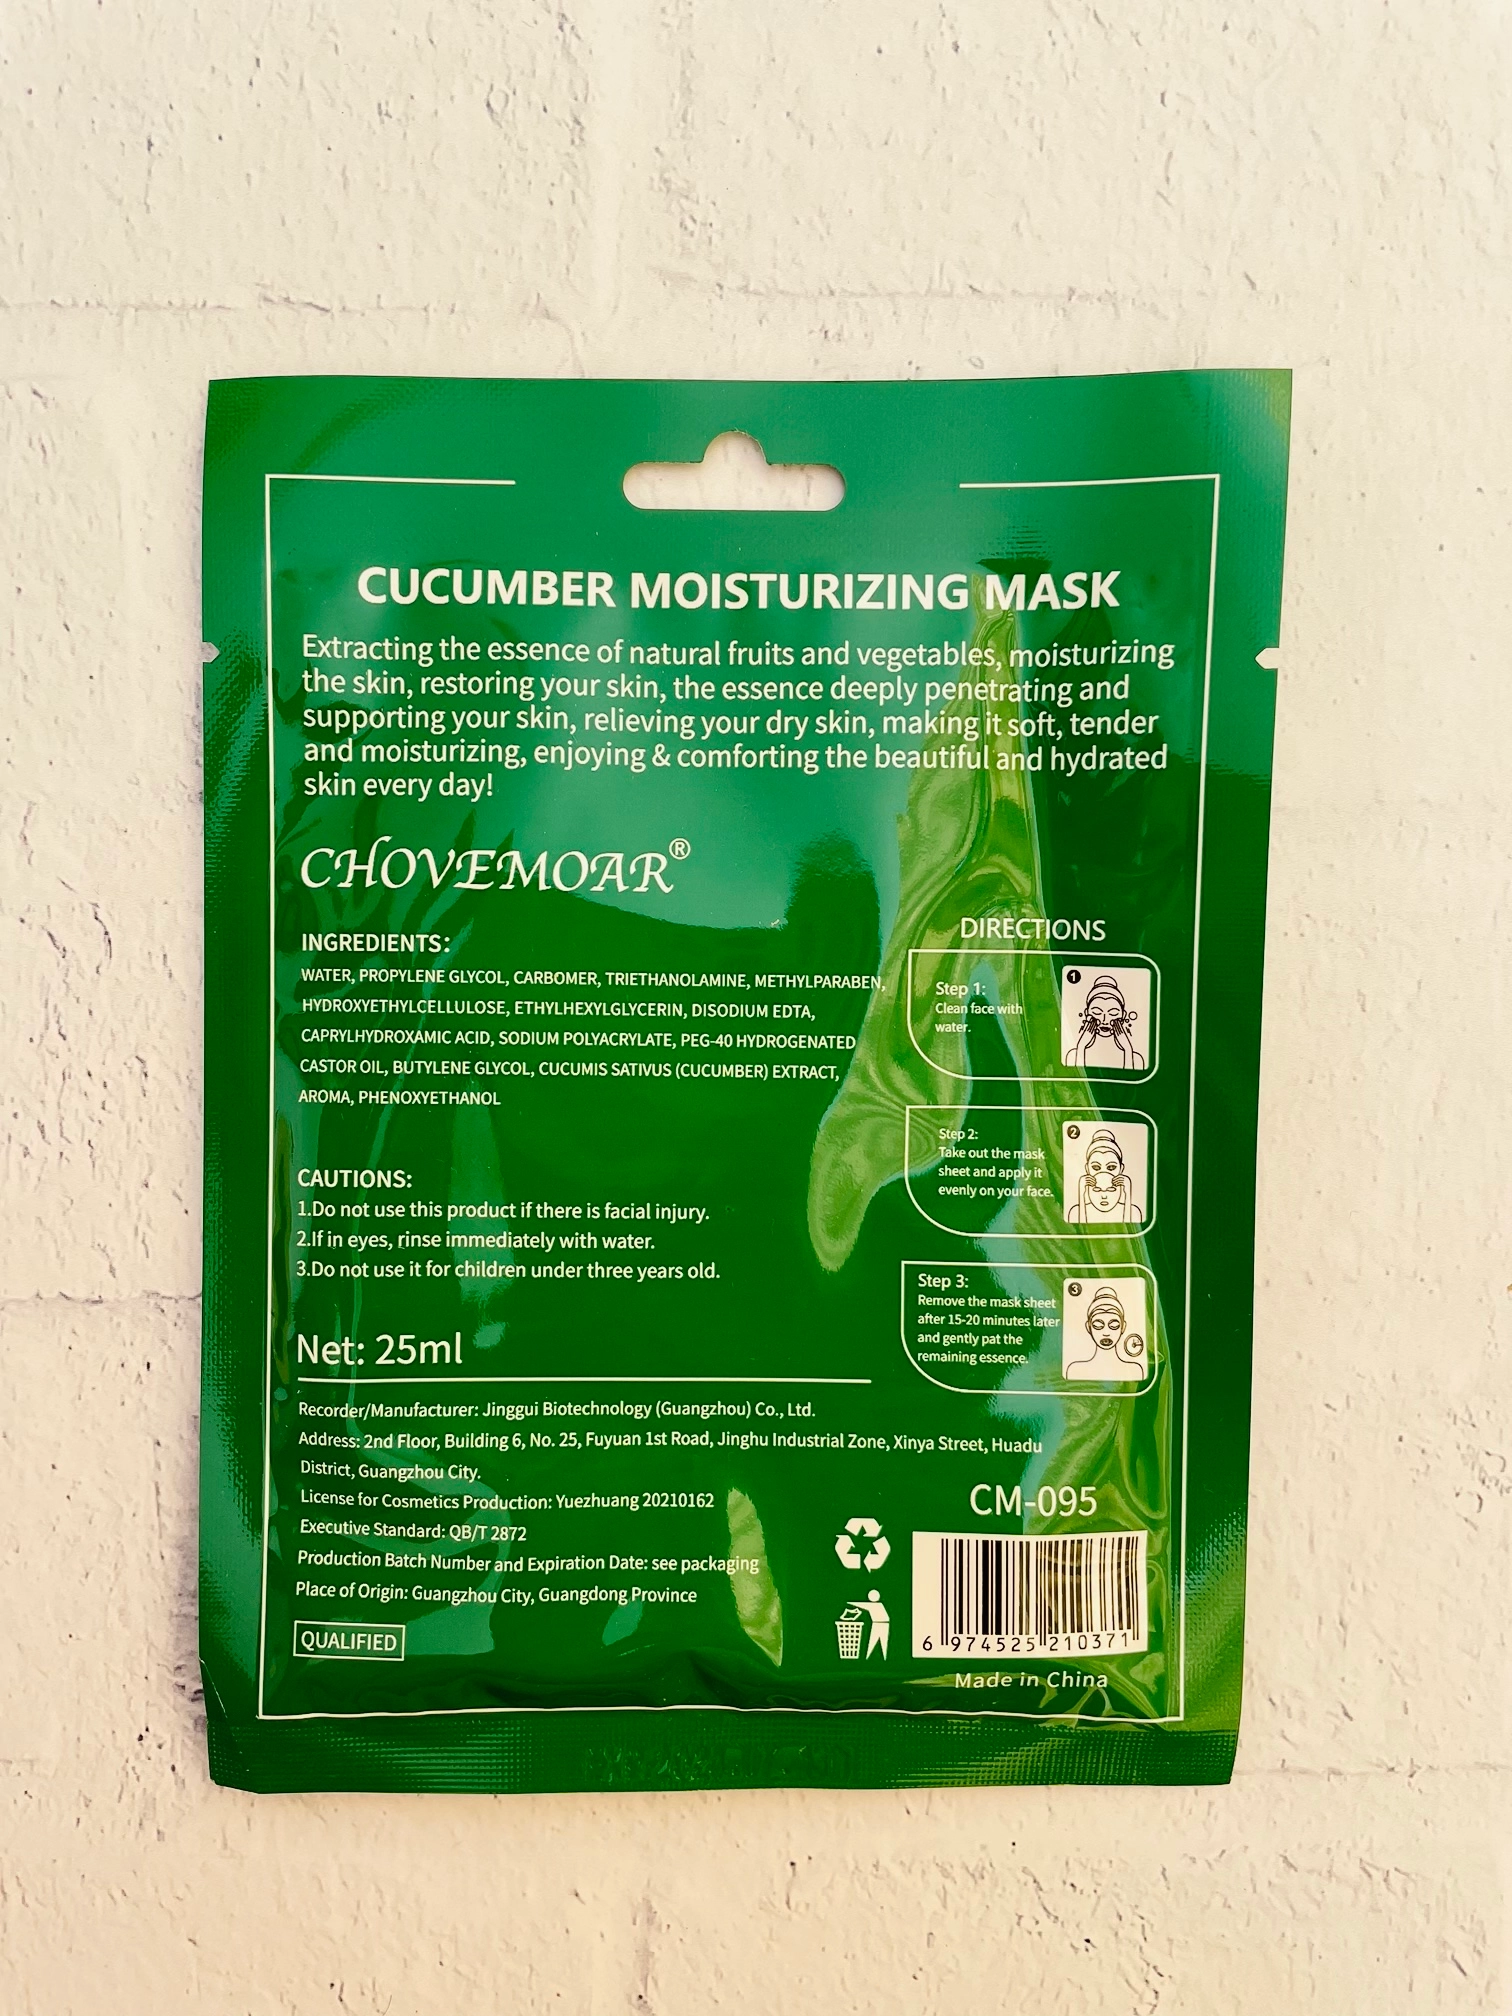 CUCUMBER MOISTURIZING MASK
Extracting the essence of natural fruits and vegetables, moisturizing
the skin, restoring your skin, the essence deeply penetrating and
supporting your skin, relieving your dry skin, making it soft, tender
and moisturizing, enjoying & comforting the beautiful and hydrated
skin every day!
CHOVEMOAR®
INGREDIENTS:
WATER, PROPYLENE GLYCOL, CARBOMER, TRIETHANOLAMINE, METHYLPARABEN,
HYDROXYETHYLCELLULOSE, ETHYLHEXYLGLYCERIN, DISODIUM EDTA,
CAPRYLHYDROXAMIC ACID, SODIUM POLYACRYLATE, PEG-40 HYDROGENATED
CASTOR OIL, BUTYLENE GLYCOL, CUCUMIS SATIVUS (CUCUMBER) EXTRACT,
AROMA, PHENOXYETHANOL
CAUTIONS:
1.Do not use this product if there is facial injury.
2.If in eyes, rinse immediately with water.
3.Do not use it for children under three years old.
Net: 25ml
DIRECTIONS
Step 1:
Clean face with
water.
1
Step 2:
Take out the mask
sheet and apply it
evenly on your face.
2
Step 3:
Remove the mask sheet
after 15-20 minutes later
and gently pat the
remaining essence.
3
Recorder/Manufacturer: Jinggui Biotechnology (Guangzhou) Co., Ltd.
Address: 2nd Floor, Building 6, No. 25, Fuyuan 1st Road, Jinghu Industrial Zone, Xinya Street, Huadu
District, Guangzhou City.
License for Cosmetics Production: Yuezhuang 20210162
Executive Standard: QB/T 2872
Production Batch Number and Expiration Date: see packaging
Place of Origin: Guangzhou City, Guangdong Province
QUALIFIED
CM-095
6 974525 210371
Made in China